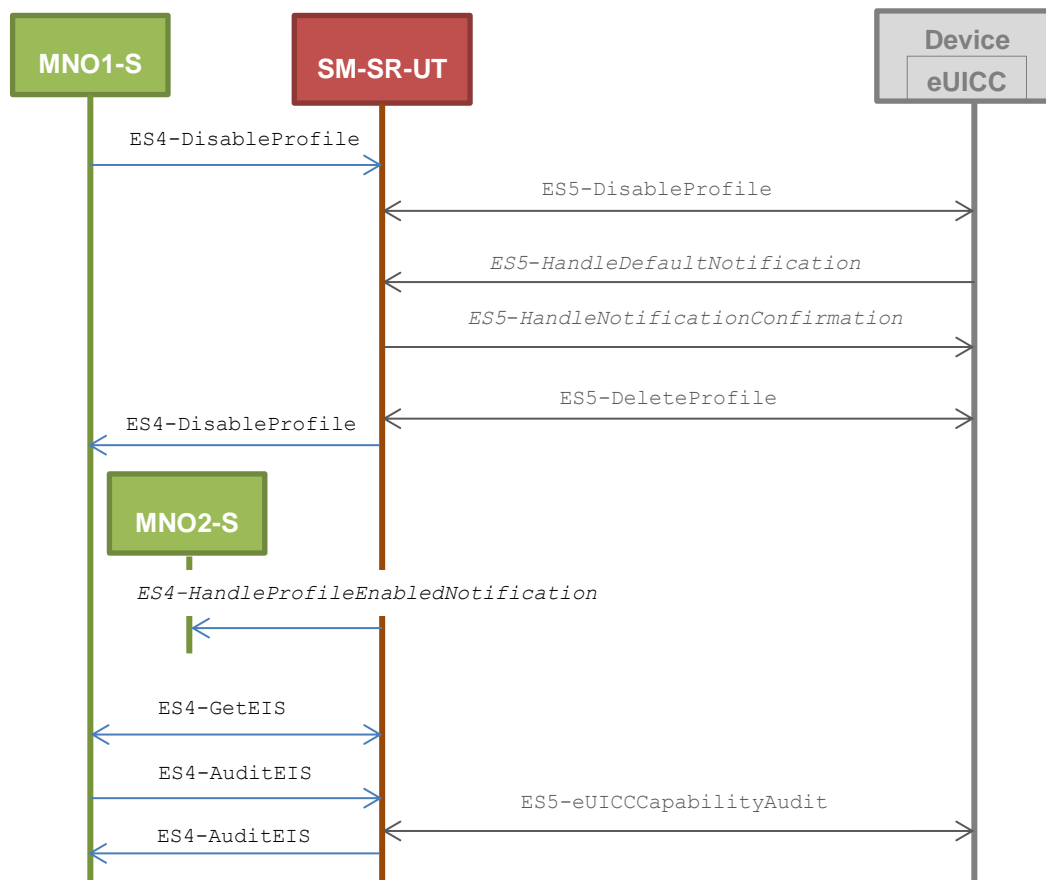 MNO1-S
SM-SR-UT
Device
eUICC
ES4-DisableProfile
ES5-DisableProfile
ES5-HandleDefaultNotification
ES5-HandleNotificationConfirmation
ES5-DeleteProfile
ES4-DisableProfile
MNO2-S
ES4-HandleProfileEnabledNotification
ES4-GetEIS
ES4-AuditEIS
ES5-eUICCCapabilityAudit
ES4-AuditEIS